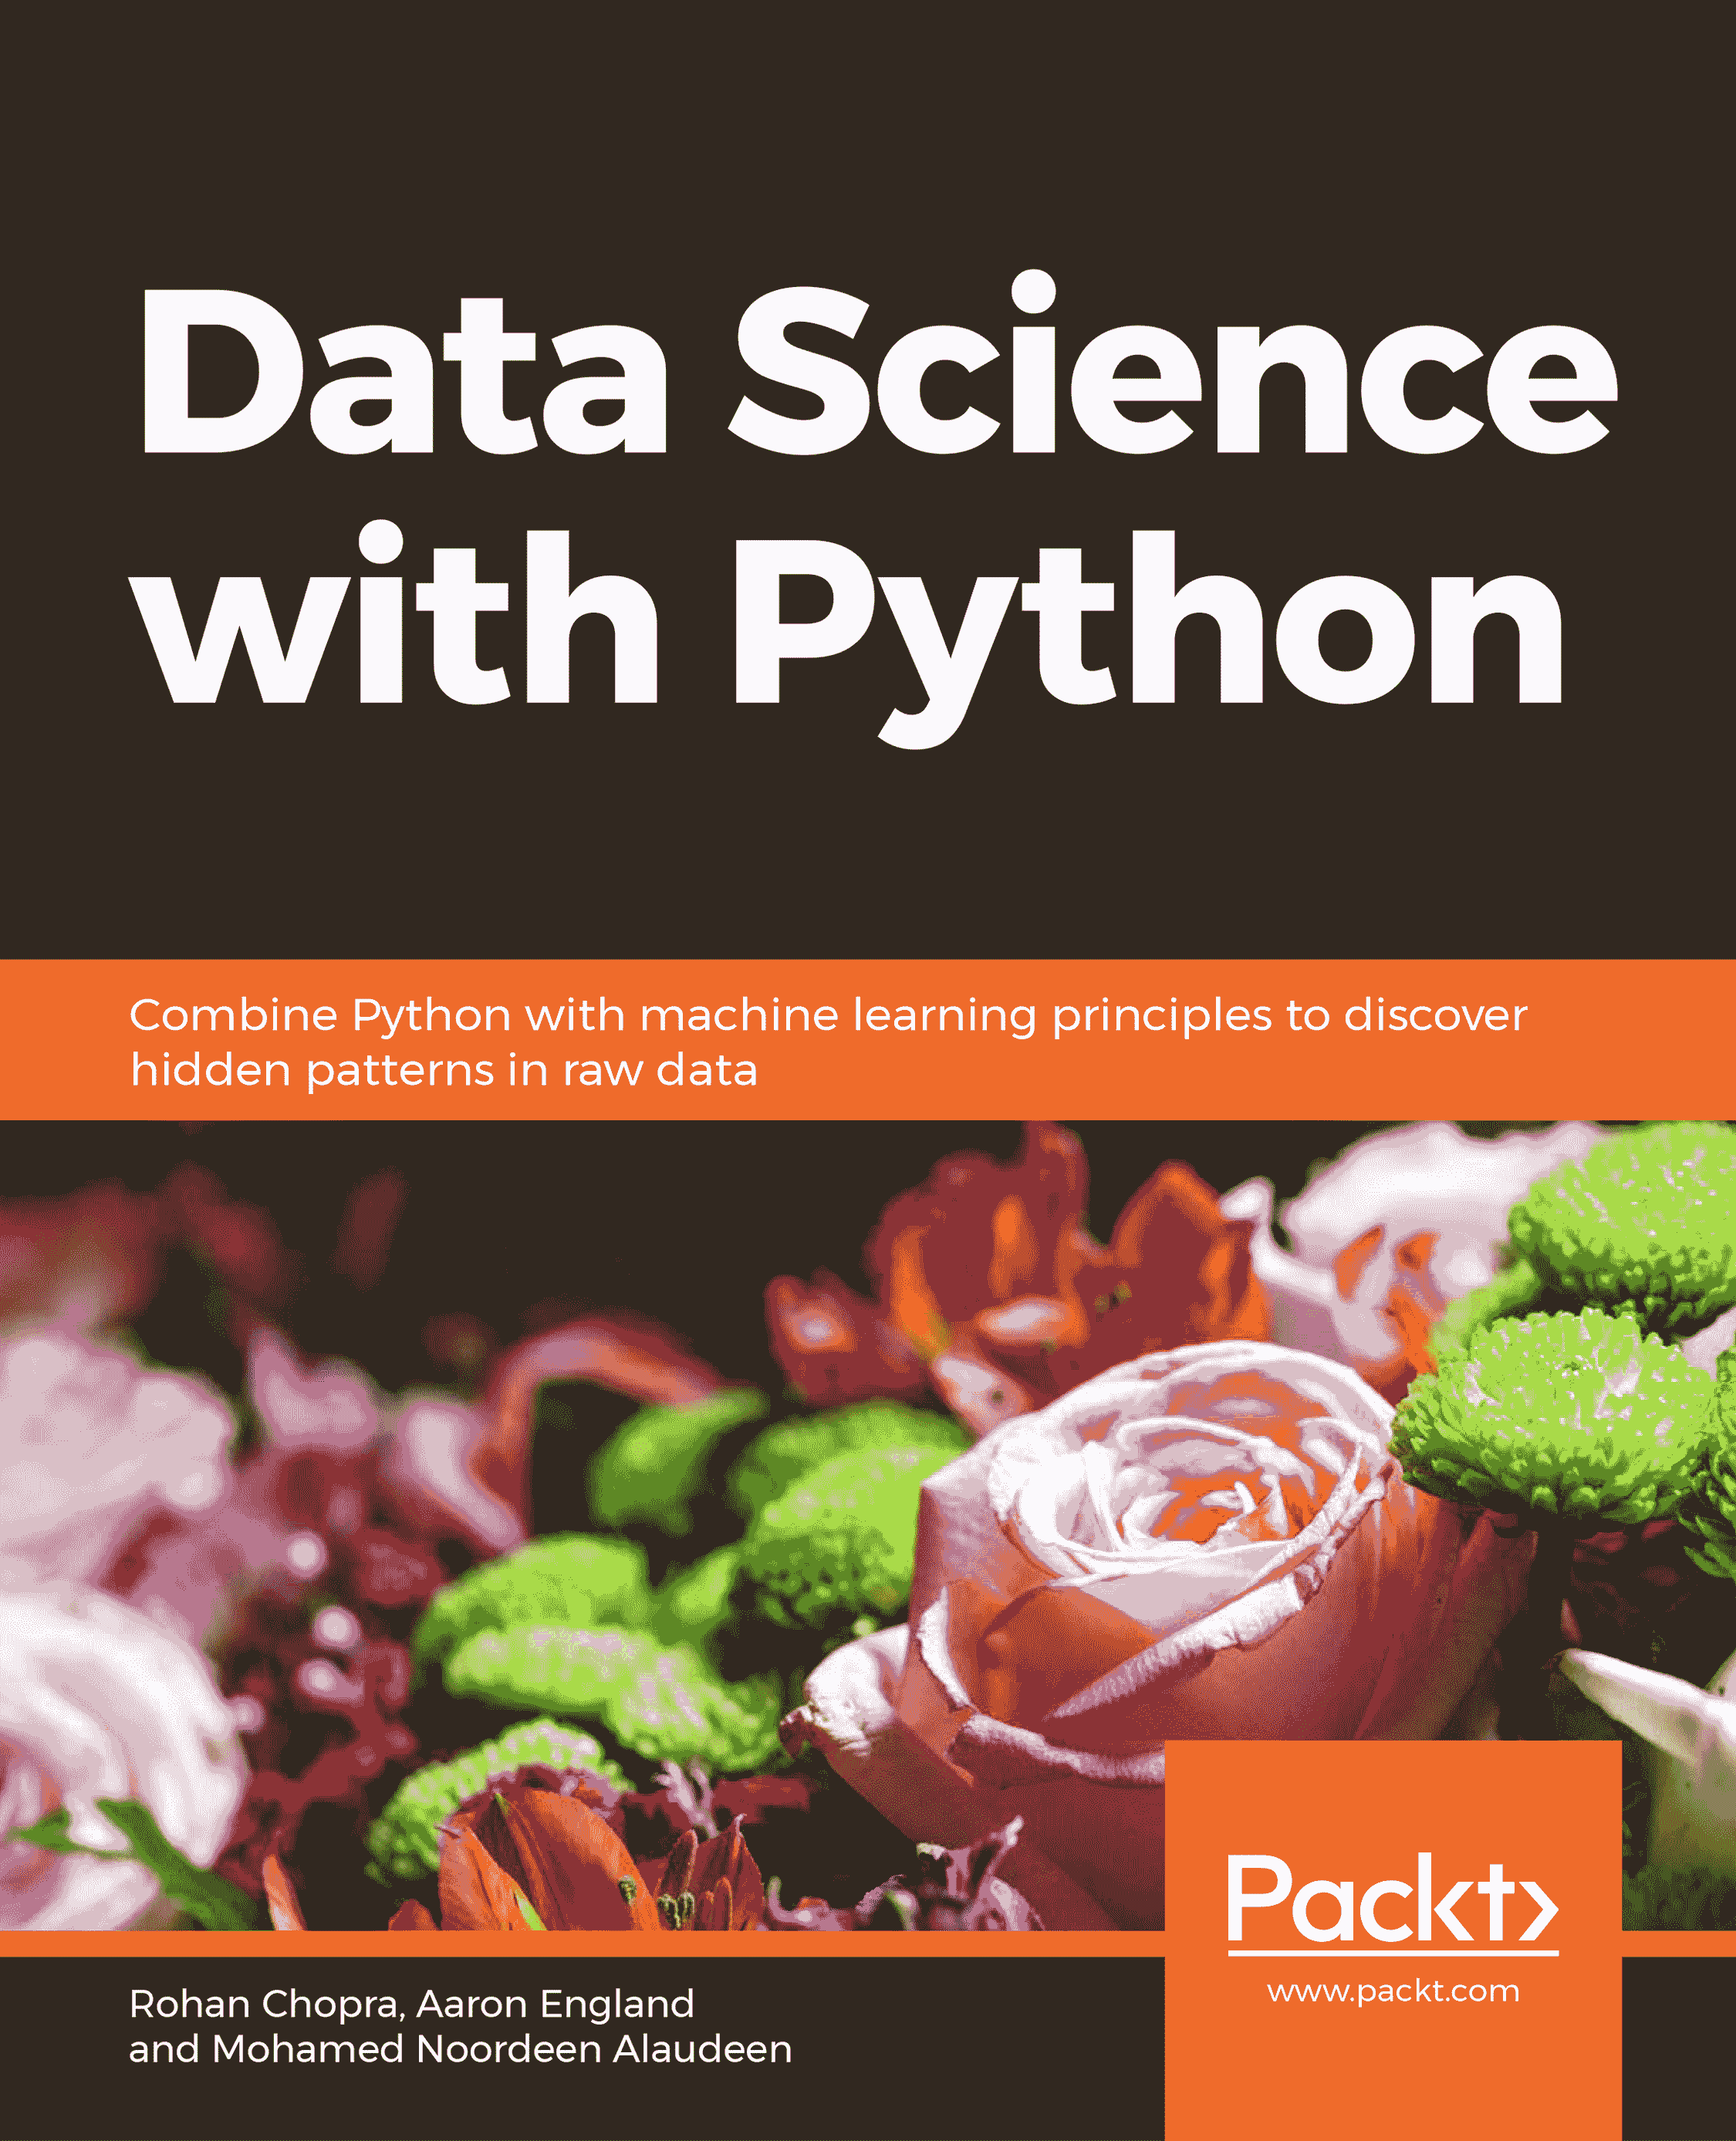 Data Science
with Python
Combine Python with machine learning principles to discover
hidden patterns in raw data
Packt>
www.packt.com
Rohan Chopra, Aaron England
and Mohamed Noordeen Alaudeen